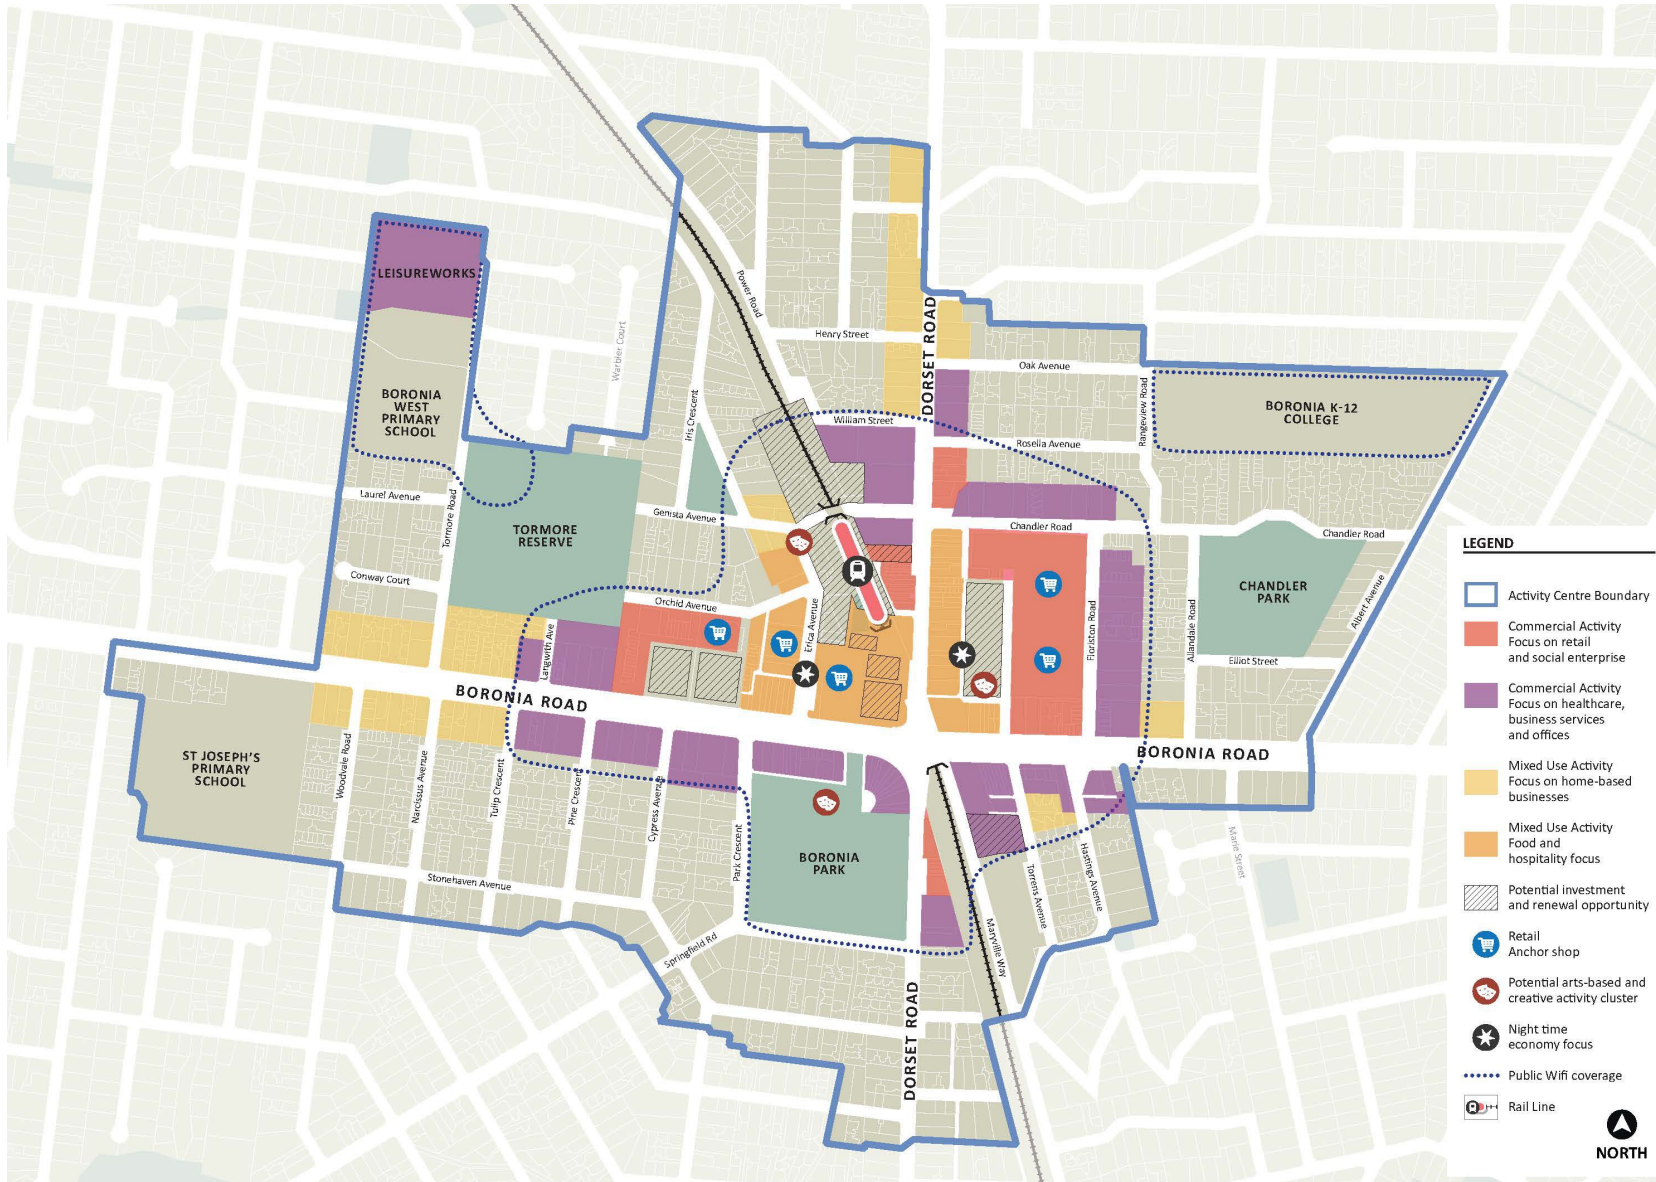 LEISUREWORKS
BORONIA
WEST
PRIMARY
SCHOOL
Warbler Court
Iris Crescent
Power Road
Henry Street
DORSET ROAD
Oak Avenue
William Street
Rosella Avenue
Rangeview Road
BORONIA K-12
COLLEGE
Laurel Avenue
Tormore Road
TORMORE
RESERVE
Genista Avenue
Chandler Road
Chandler Road
Conway Court
Orchid Avenue
Erica Avenue
Floriston Road
Allandale Road
CHANDLER
PARK
Albert Avenue
Elliot Street
Langwith Ave
BORONIA ROAD
BORONIA ROAD
ST JOSEPH'S
PRIMARY
SCHOOL
Woodvale Road
Narcissus Avenue
Tulip Crescent
Pine Crescent
Cypress Avenue
Park Crescent
BORONIA
PARK
Stonehaven Avenue
Springfield Rd
DORSET ROAD
Maryville Way
Torrens Avenue
Hastings Avenue
Marie Street
LEGEND
Activity Centre Boundary
Commercial Activity
Focus on retail
and social enterprise
Commercial Activity
Focus on healthcare,
business services
and offices
Mixed Use Activity
Focus on home-based
businesses
Mixed Use Activity
Food and
hospitality focus
Potential investment
and renewal opportunity
Retail
Anchor shop
Potential arts-based and
creative activity cluster
Night time
economy focus
Public Wifi coverage
Rail Line
NORTH